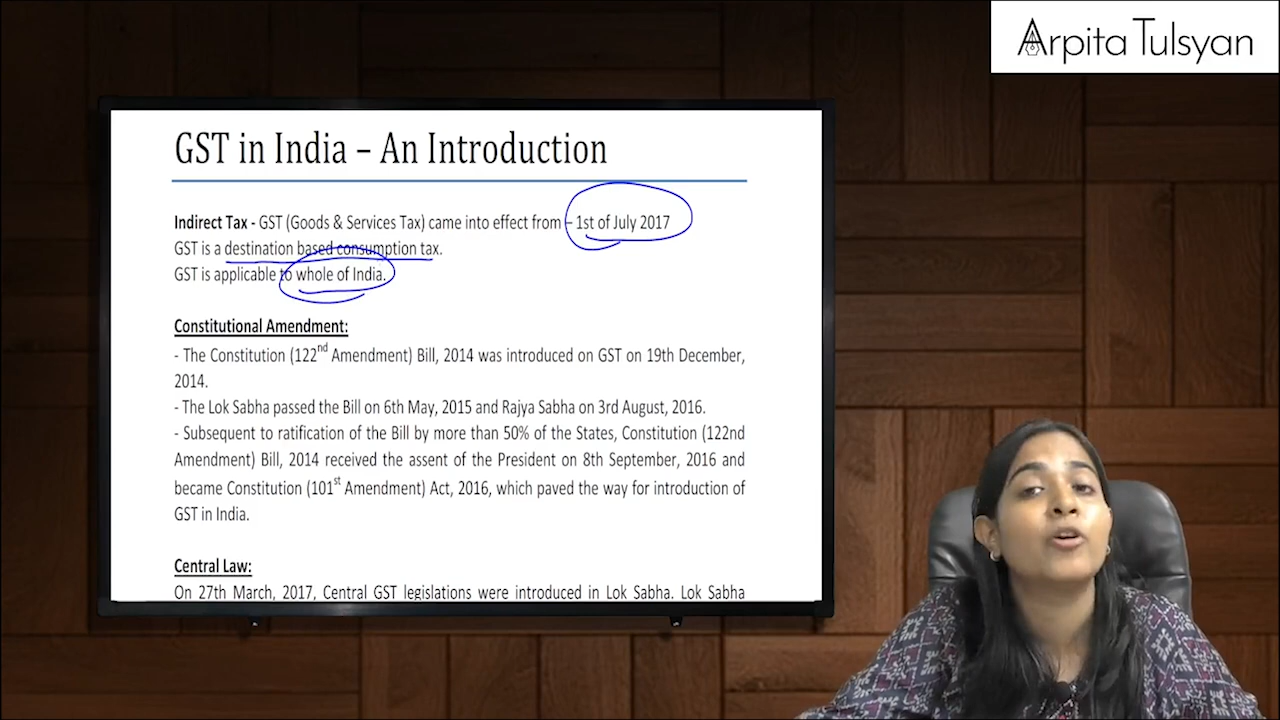 Arpita Tulsyan
GST in India – An Introduction
Indirect Tax - GST (Goods & Services Tax) came into effect from – 1st of July 2017
GST is a destination based consumption tax.
GST is applicable to whole of India.
Constitutional Amendment:
- The Constitution (122nd Amendment) Bill, 2014 was introduced on GST on 19th December,
2014.
- The Lok Sabha passed the Bill on 6th May, 2015 and Rajya Sabha on 3rd August, 2016.
- Subsequent to ratification of the Bill by more than 50% of the States, Constitution (122nd
Amendment) Bill, 2014 received the assent of the President on 8th September, 2016 and
became Constitution (101st Amendment) Act, 2016, which paved the way for introduction of
GST in India.
Central Law:
On 27th March, 2017, Central GST legislations were introduced in Lok Sabha. Lok Sabha